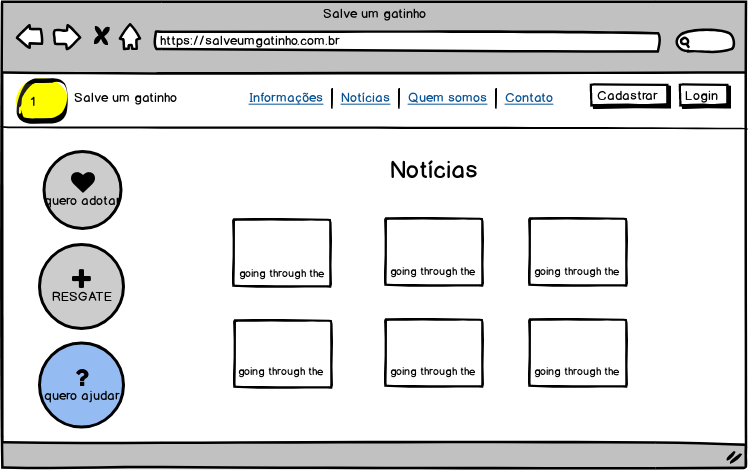 Salve um gatinho
https://salveumgatinho.com.br
1
Salve um gatinho
Informações
Notícias
Quem somos
Contato
Cadastrar
Login
quero adotar
RESGATE
?
quero ajudar
Notícias
going through the
going through the
going through the
going through the
going through the
going through the